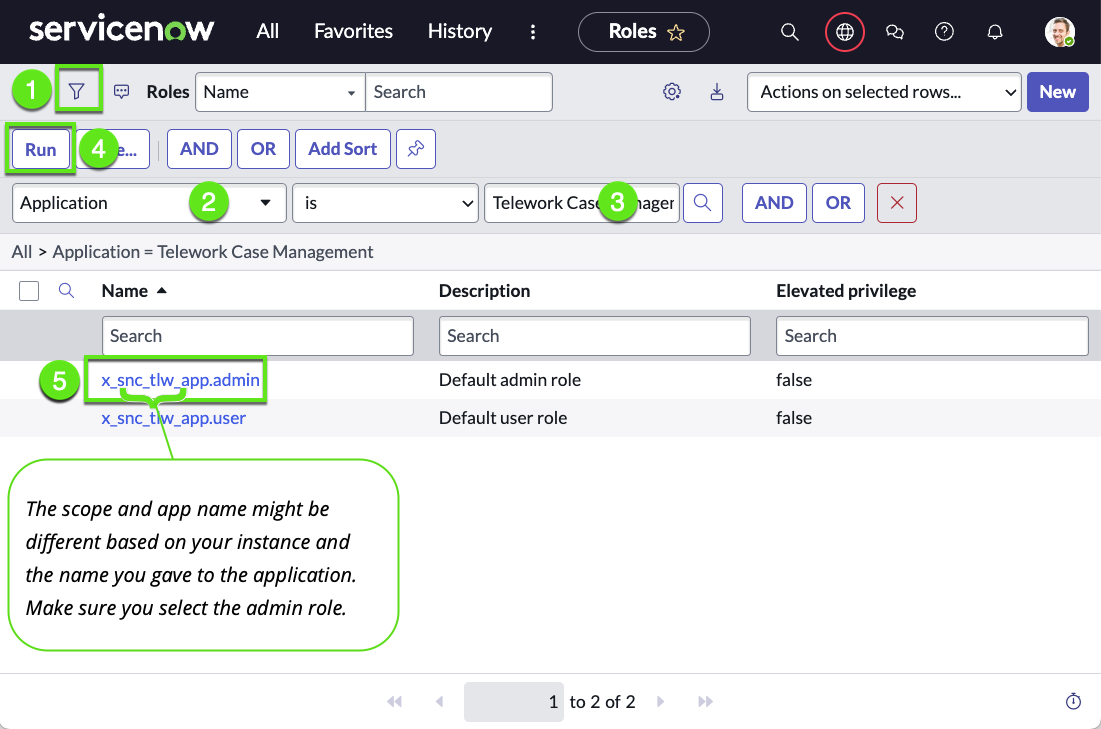 servicenow All Favorites History Roles
1 Roles Name Search Actions on selected rows... New
Run 4 e... AND OR Add Sort
Application 2 is Telework Case 3 anager AND OR
All > Application = Telework Case Management
Name Description Elevated privilege
Search Search Search
5 x_snc_tlw_app.admin Default admin role false
x_snc_tlw_app.user Default user role false
The scope and app name might be
different based on your instance and
the name you gave to the application.
Make sure you select the admin role.
1 to 2 of 2